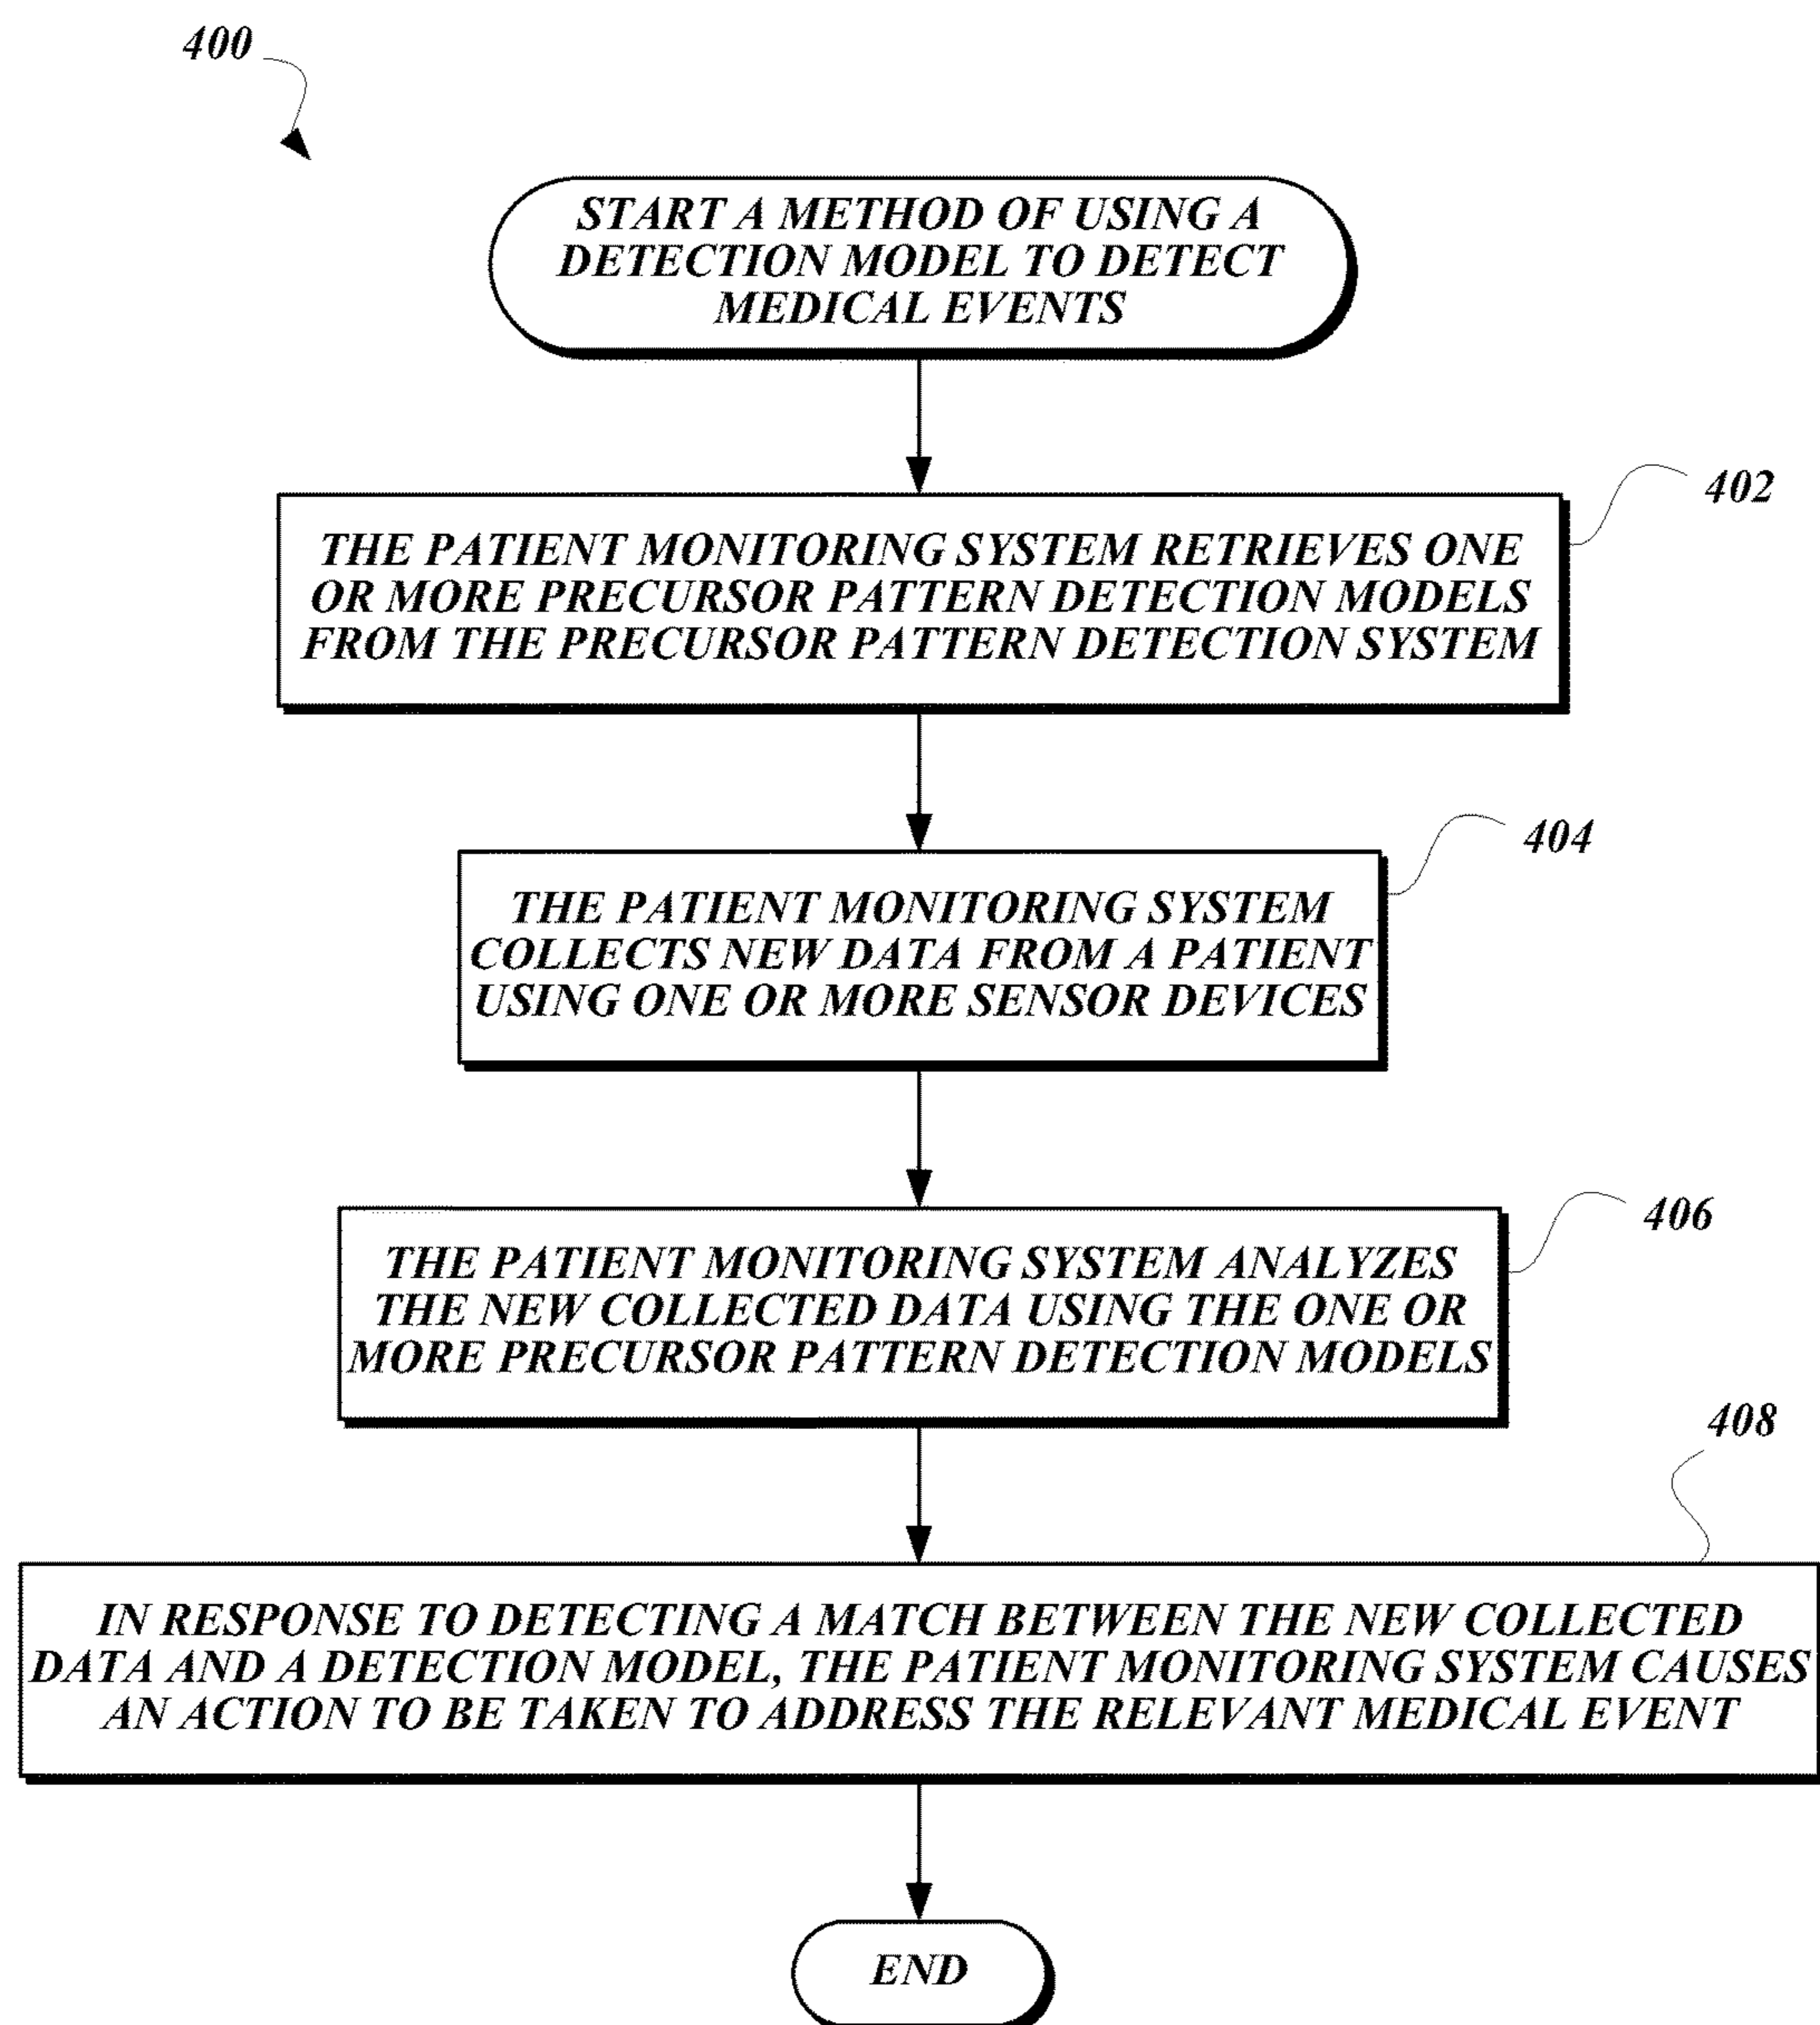 400
START A METHOD OF USING A
DETECTION MODEL TO DETECT
MEDICAL EVENTS
402
THE PATIENT MONITORING SYSTEM RETRIEVES ONE
OR MORE PRECURSOR PATTERN DETECTION MODELS
FROM THE PRECURSOR PATTERN DETECTION SYSTEM
404
THE PATIENT MONITORING SYSTEM
COLLECTS NEW DATA FROM A PATIENT
USING ONE OR MORE SENSOR DEVICES
406
THE PATIENT MONITORING SYSTEM ANALYZES
THE NEW COLLECTED DATA USING THE ONE OR
MORE PRECURSOR PATTERN DETECTION MODELS
408
IN RESPONSE TO DETECTING A MATCH BETWEEN THE NEW COLLECTED
DATA AND A DETECTION MODEL, THE PATIENT MONITORING SYSTEM CAUSES
AN ACTION TO BE TAKEN TO ADDRESS THE RELEVANT MEDICAL EVENT
END